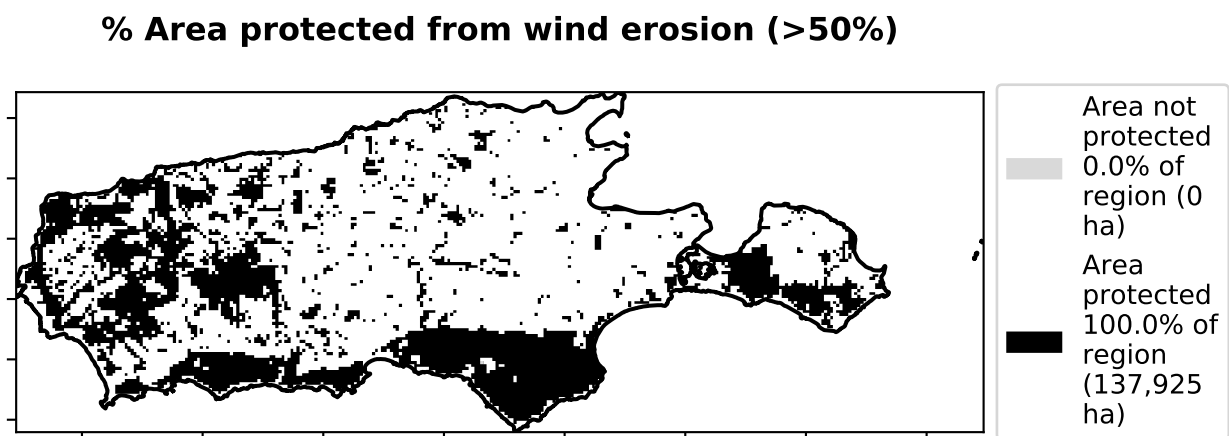 % Area protected from wind erosion (>50%)
Area not
protected
0.0% of
region (0
ha)
Area
protected
100.0% of
region
(137,925
ha)